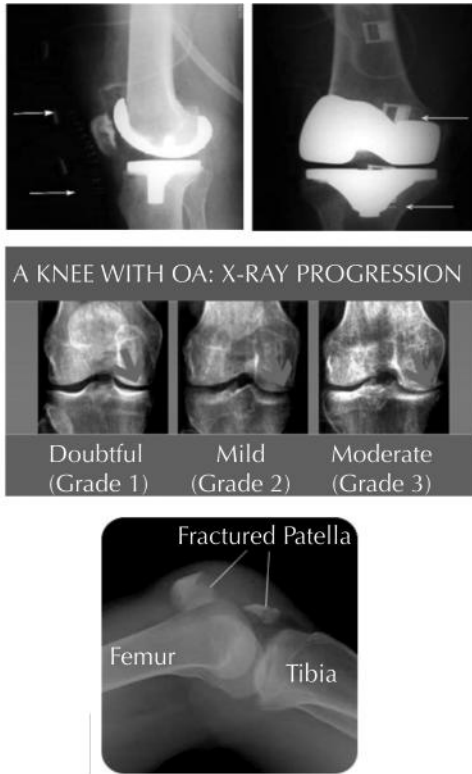 A KNEE WITH OA: X-RAY PROGRESSION
Doubtful
(Grade 1)
Mild
(Grade 2)
Moderate
(Grade 3)
Fractured Patella
Femur
Tibia